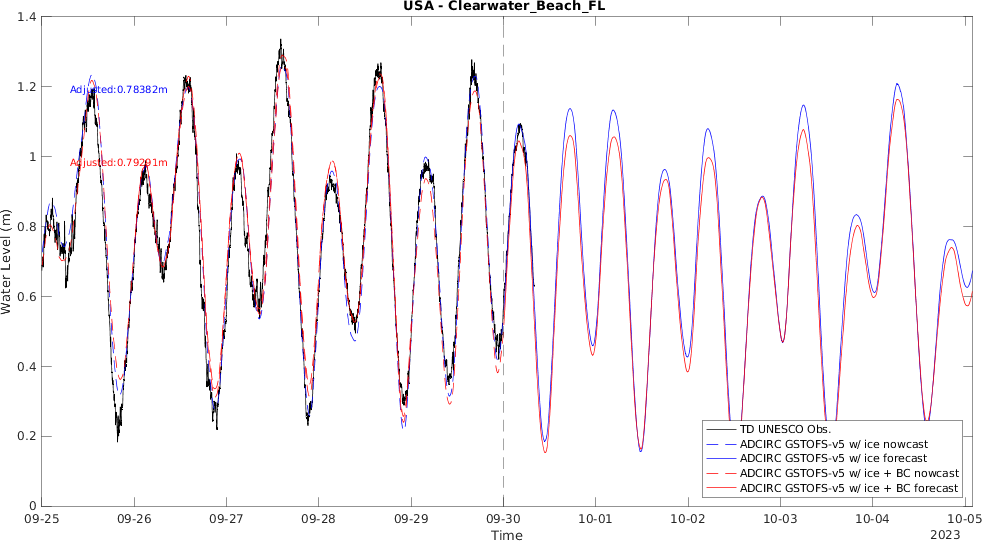 USA - Clearwater_Beach_FL
1.4
1.2
1
0.8
0.6
0.4
0.2
0
Water Level (m)
Adjusted:0.78382m
Adjusted:0.79291m
TD UNESCO Obs.
ADCIRC GSTOFS-v5 w/ ice nowcast
ADCIRC GSTOFS-v5 w/ ice forecast
ADCIRC GSTOFS-v5 w/ ice + BC nowcast
ADCIRC GSTOFS-v5 w/ ice + BC forecast
09-25 09-26 09-27 09-28 09-29 09-30 10-01 10-02 10-03 10-04 10-05
Time
2023